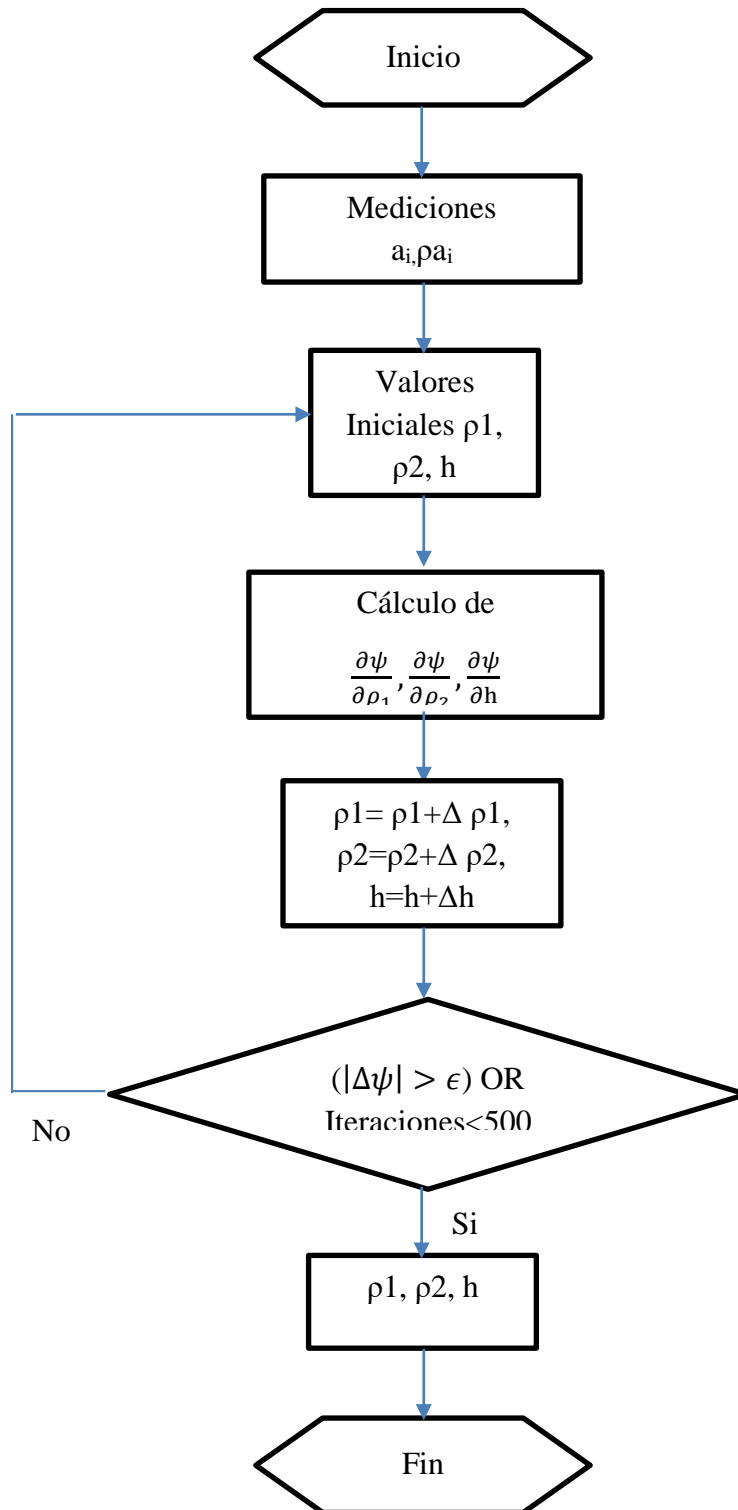 Inicio
Mediciones
aᵢ,ρaᵢ
Valores
Iniciales ρ1,
ρ2, h
Cálculo de
∂ψ/∂ρ₁, ∂ψ/∂ρ₂, ∂ψ/∂h
ρ1= ρ1+Δ ρ1,
ρ2=ρ2+Δ ρ2,
h=h+Δh
(|Δψ| > ϵ) OR
Iteraciones<500
No
Si
ρ1, ρ2, h
Fin